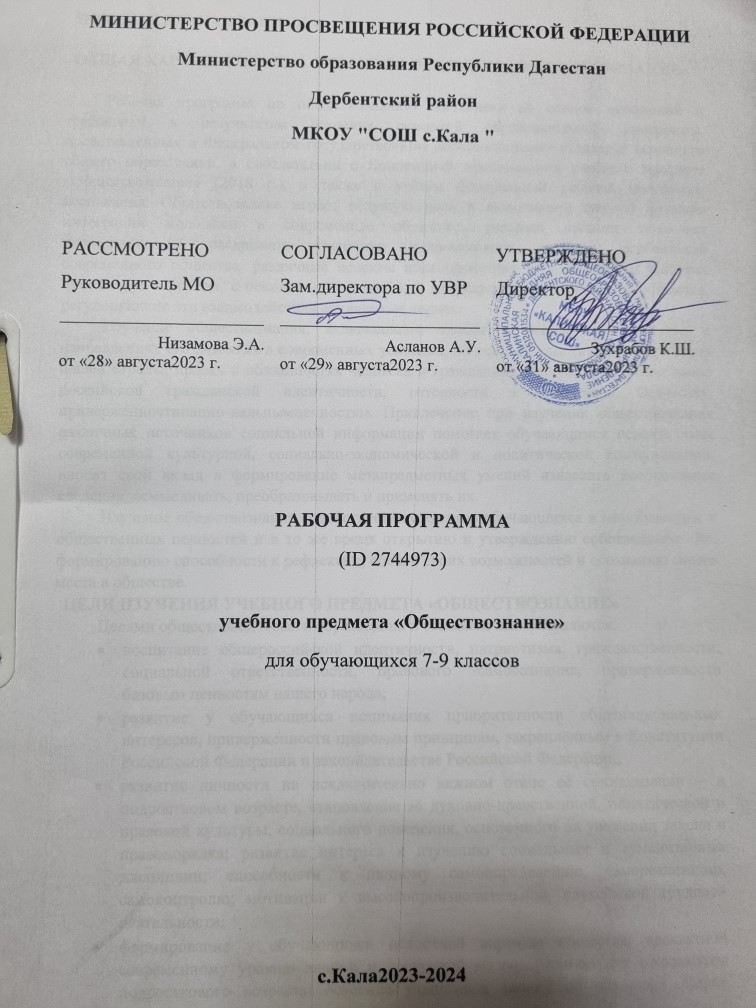 МИНИСТЕРСТВО ПРОСВЕЩЕНИЯ РОССИЙСКОЙ ФЕДЕРАЦИИ
Министерство образования Республики Дагестан
Дербентский район
МКОУ "СОШ с.Кала "
РАССМОТРЕНО СОГЛАСОВАНО УТВЕРЖДЕНО
Руководитель МО Зам.директора по УВР Директор
Низамова Э.А. Асланов А.У. Зухрабов К.Ш.
от «28» августа2023 г. от «29» августа2023 г. от «31» августа2023 г.
РАБОЧАЯ ПРОГРАММА
(ID 2744973)
учебного предмета «Обществознание»
для обучающихся 7-9 классов
с.Кала2023-2024